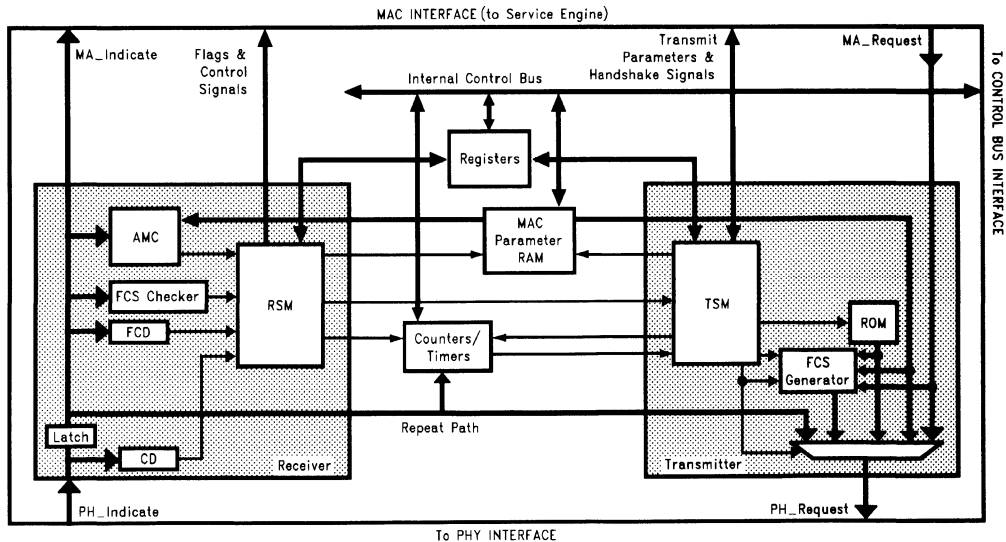 MAC INTERFACE (to Service Engine)
MA_Indicate
Flags &
Control
Signals
Transmit
Parameters &
Handshake Signals
MA_Request
To CONTROL BUS INTERFACE
Internal Control Bus
Registers
AMC
MAC
Parameter
RAM
FCS Checker
RSM
TSM
FCD
Counters/
Timers
ROM
FCS
Generator
Repeat Path
Latch
CD
Receiver
Transmitter
PH_Indicate
PH_Request
To PHY INTERFACE